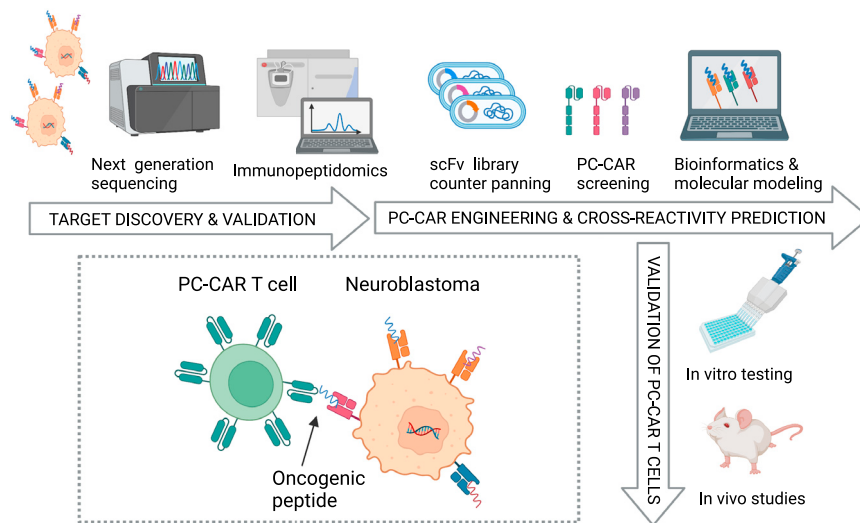 Next generation
sequencing
Immunopeptidomics
scFv library
counter panning
PC-CAR
screening
Bioinformatics &
molecular modeling
TARGET DISCOVERY & VALIDATION
PC-CAR ENGINEERING & CROSS-REACTIVITY PREDICTION
VALIDATION OF PC-CAR T CELLS
PC-CAR T cell
Neuroblastoma
Oncogenic
peptide
In vitro testing
In vivo studies